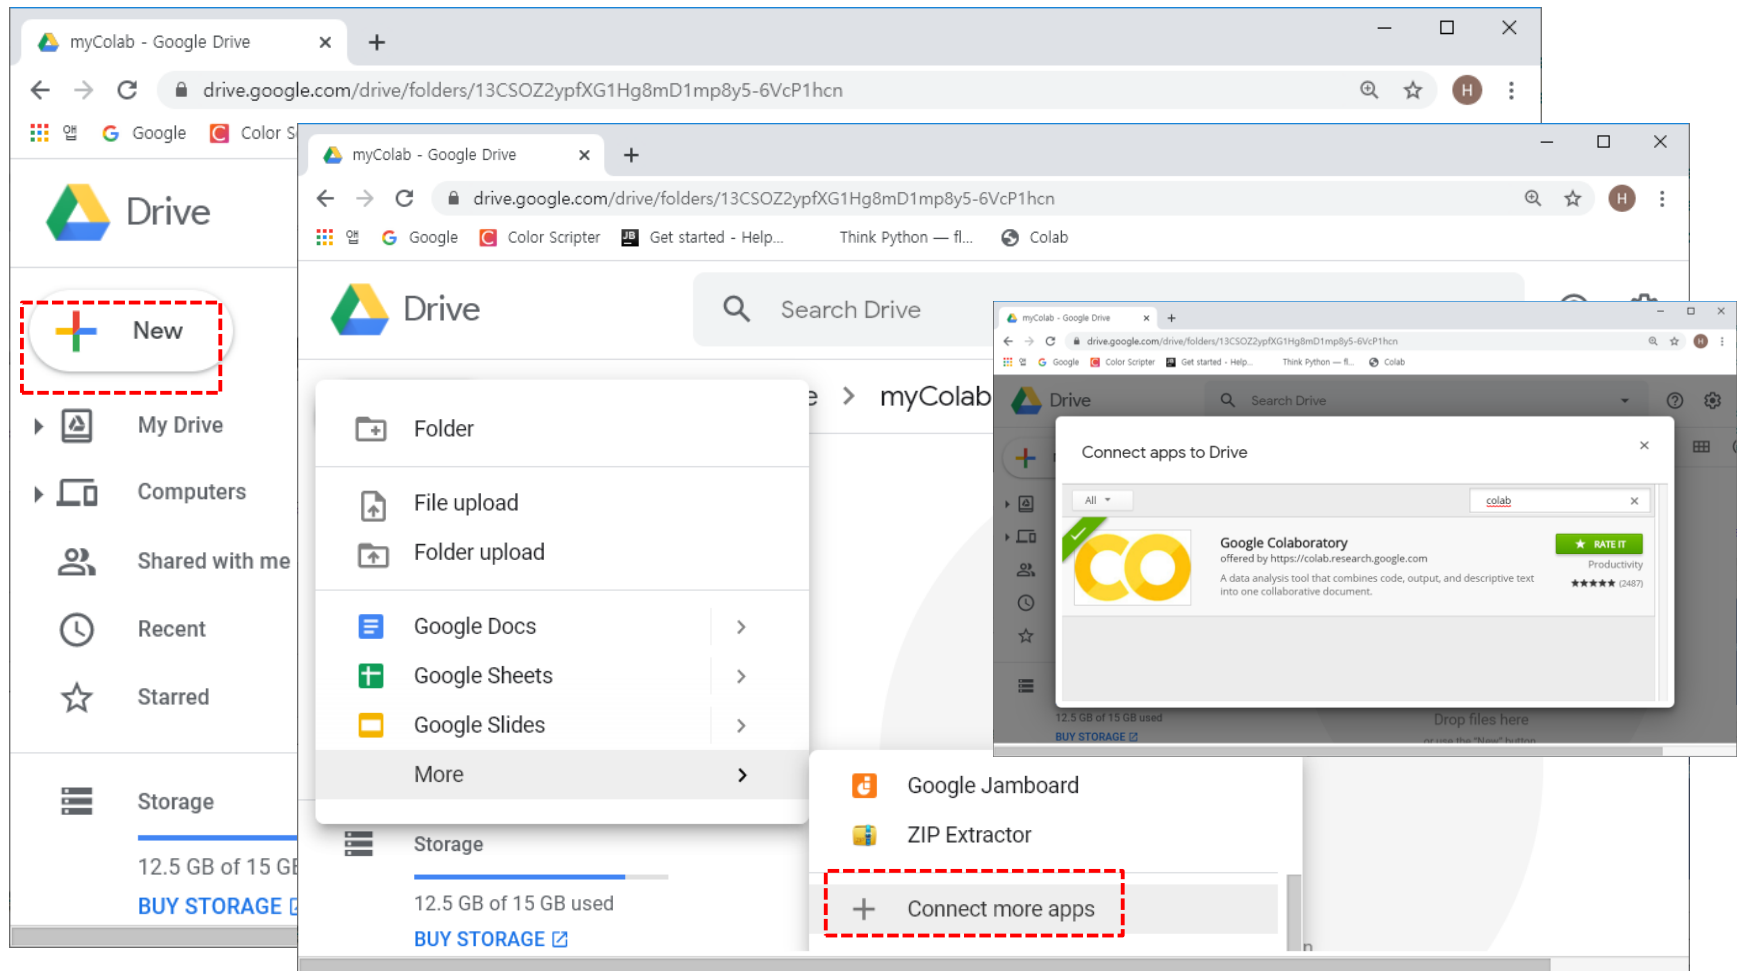 myColab - Google Drive
drive.google.com/drive/folders/13CSOZ2ypfXG1Hg8mD1mp8y5-6VcP1hcn
H
앱
Google
Color S
Drive
New
My Drive
Computers
Shared with me
Recent
Starred
Storage
12.5 GB of 15 GB
BUY STORAGE
myColab - Google Drive
drive.google.com/drive/folders/13CSOZ2ypfXG1Hg8mD1mp8y5-6VcP1hcn
H
앱
Google
Color Scripter
Get started - Help...
Think Python — fl...
Colab
Drive
Search Drive
e > myColab
Folder
File upload
Folder upload
Google Docs
Google Sheets
Google Slides
More
Storage
12.5 GB of 15 GB used
BUY STORAGE
Google Jamboard
ZIP Extractor
Connect more apps
myColab - Google Drive
drive.google.com/drive/folders/13CSOZ2ypfXG1Hg8mD1mp8y5-6VcP1hcn
H
앱
Google
Color Scripter
Get started - Help...
Think Python — fl...
Colab
Drive
Search Drive
Connect apps to Drive
All
colab
Google Colaboratory
offered by https://colab.research.google.com
A data analysis tool that combines code, output, and descriptive text
into one collaborative document.
RATE IT
Productivity
(2487)
12.5 GB of 15 GB used
BUY STORAGE
Drop files here
or use the "New" button